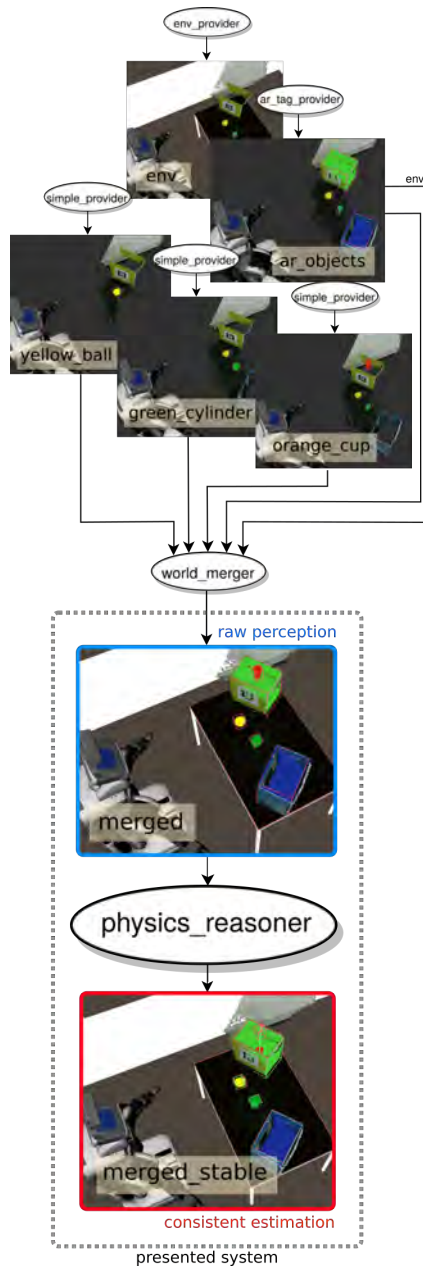 env_provider
ar_tag_provider
env
env
simple_provider
ar_objects
simple_provider
simple_provider
yellow_ball
green_cylinder
orange_cup
world_merger
raw perception
merged
physics_reasoner
merged_stable
consistent estimation
presented system